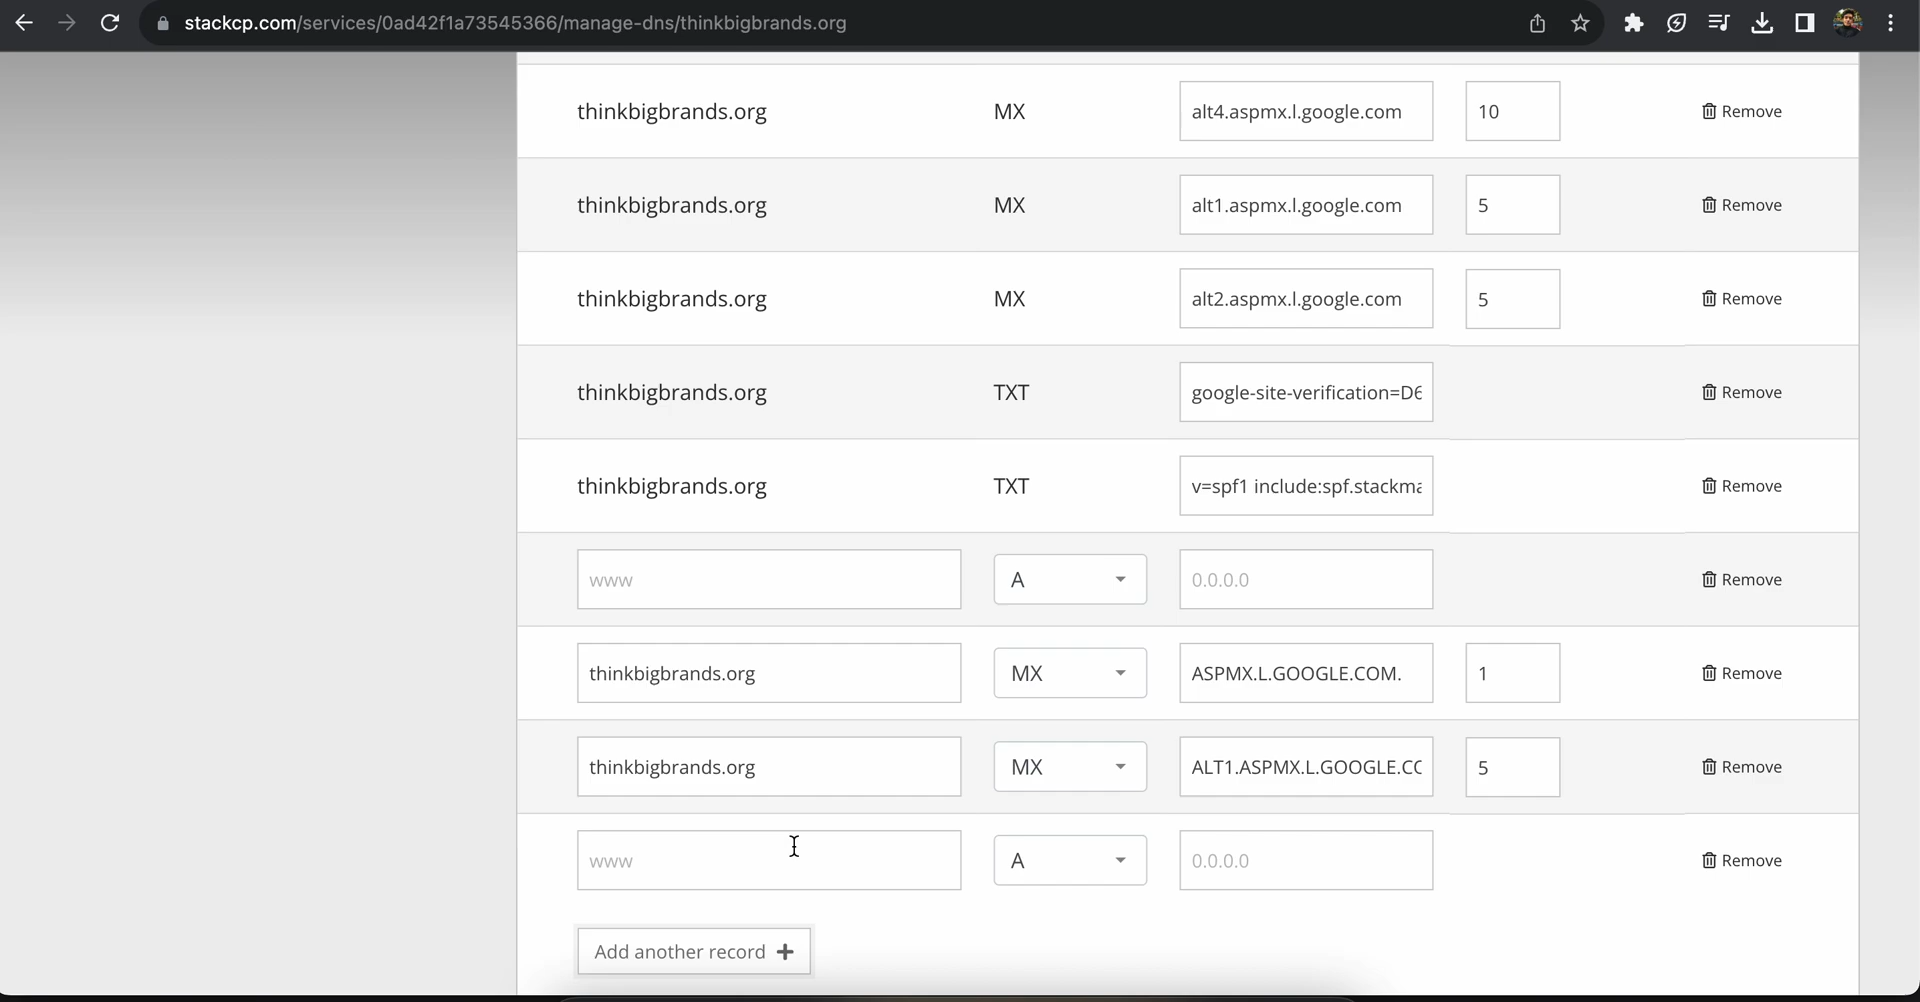 stackcp.com/services/0ad42f1a73545366/manage-dns/thinkbigbrands.org
thinkbigbrands.org MX alt4.aspmx.l.google.com 10 Remove
thinkbigbrands.org MX alt1.aspmx.l.google.com 5 Remove
thinkbigbrands.org MX alt2.aspmx.l.google.com 5 Remove
thinkbigbrands.org TXT google-site-verification=D6 Remove
thinkbigbrands.org TXT v=spf1 include:spf.stackma Remove
www A 0.0.0.0 Remove
thinkbigbrands.org MX ASPMX.L.GOOGLE.COM. 1 Remove
thinkbigbrands.org MX ALT1.ASPMX.L.GOOGLE.CO 5 Remove
www A 0.0.0.0 Remove
Add another record +